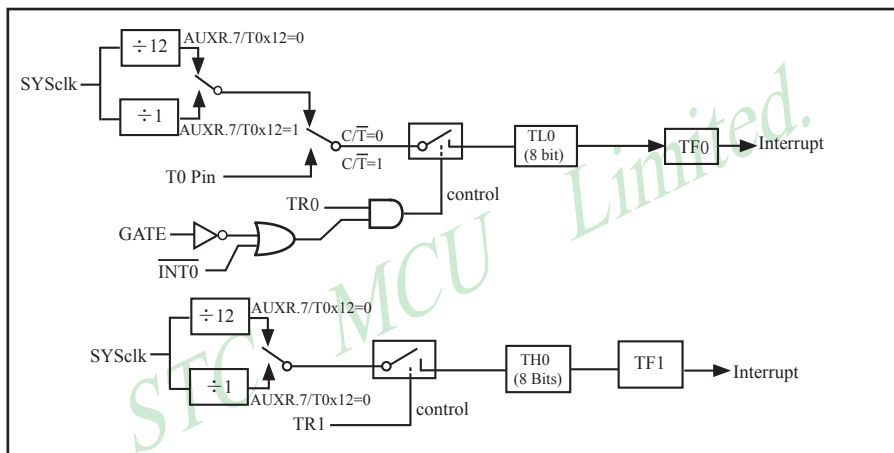 ÷12
AUXR.7/T0x12=0
SYSclk
÷1
AUXR.7/T0x12=1
C/T̅=0
C/T̅=1
T0 Pin
TL0
(8 bit)
TF0
Interrupt
control
TR0
GATE
I̅N̅T̅0̅
÷12
AUXR.7/T0x12=0
SYSclk
÷1
AUXR.7/T0x12=0
TH0
(8 Bits)
TF1
Interrupt
control
TR1
STC MCU Limited.